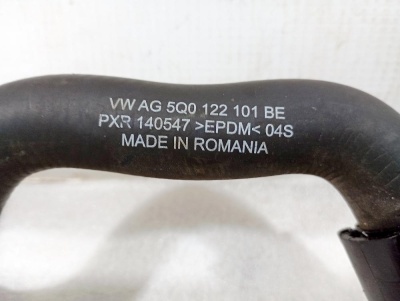 VW AG 5Q0 122 101 BE
PXR 140547 >EPDM< 04S
MADE IN ROMANIA